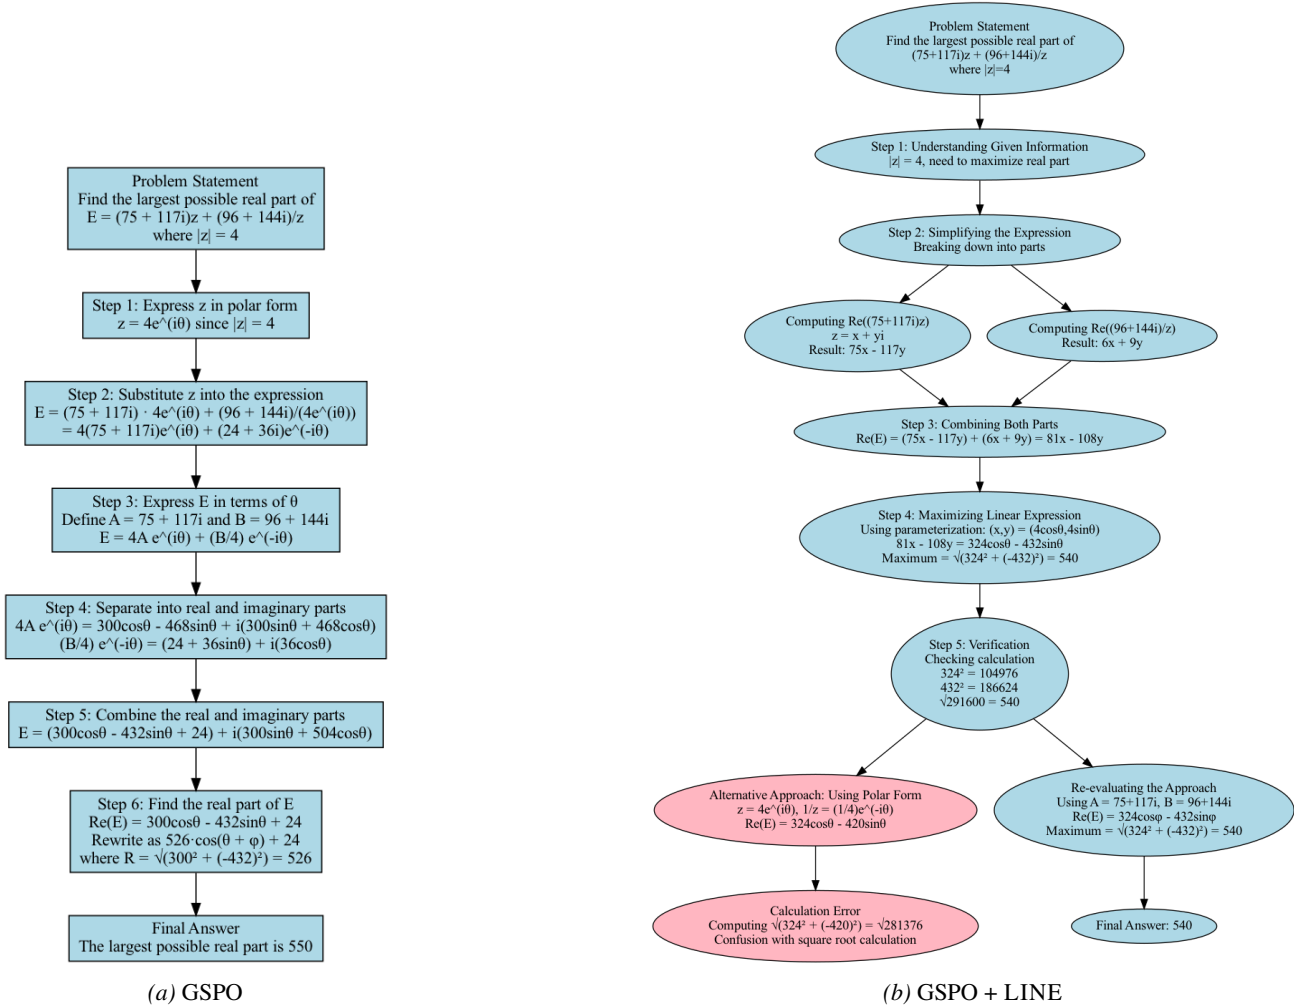 Problem Statement
Find the largest possible real part of
E = (75 + 117i)z + (96 + 144i)/z
where |z| = 4
Step 1: Express z in polar form
z = 4e^(iθ) since |z| = 4
Step 2: Substitute z into the expression
E = (75 + 117i) · 4e^(iθ) + (96 + 144i)/(4e^(iθ))
= 4(75 + 117i)e^(iθ) + (24 + 36i)e^(-iθ)
Step 3: Express E in terms of θ
Define A = 75 + 117i and B = 96 + 144i
E = 4A e^(iθ) + (B/4) e^(-iθ)
Step 4: Separate into real and imaginary parts
4A e^(iθ) = 300cosθ - 468sinθ + i(300sinθ + 468cosθ)
(B/4) e^(-iθ) = (24 + 36sinθ) + i(36cosθ)
Step 5: Combine the real and imaginary parts
E = (300cosθ - 432sinθ + 24) + i(300sinθ + 504cosθ)
Step 6: Find the real part of E
Re(E) = 300cosθ - 432sinθ + 24
Rewrite as 526·cos(θ + φ) + 24
where R = √(300² + (-432)²) = 526
Final Answer
The largest possible real part is 550
(a) GSPO
Problem Statement
Find the largest possible real part of
(75+117i)z + (96+144i)/z
where |z|=4
Step 1: Understanding Given Information
|z| = 4, need to maximize real part
Step 2: Simplifying the Expression
Breaking down into parts
Computing Re((75+117i)z)
z = x + yi
Result: 75x - 117y
Computing Re((96+144i)/z)
Result: 6x + 9y
Step 3: Combining Both Parts
Re(E) = (75x - 117y) + (6x + 9y) = 81x - 108y
Step 4: Maximizing Linear Expression
Using parameterization: (x,y) = (4cosθ,4sinθ)
81x - 108y = 324cosθ - 432sinθ
Maximum = √(324² + (-432)²) = 540
Step 5: Verification
Checking calculation
324² = 104976
432² = 186624
√291600 = 540
Alternative Approach: Using Polar Form
z = 4e^(iθ), 1/z = (1/4)e^(-iθ)
Re(E) = 324cosθ - 420sinθ
Calculation Error
Computing √(324² + (-420)²) = √281376
Confusion with square root calculation
Re-evaluating the Approach
Using A = 75+117i, B = 96+144i
Re(E) = 324cosφ - 432sinφ
Maximum = √(324² + (-432)²) = 540
Final Answer: 540
(b) GSPO + LINE